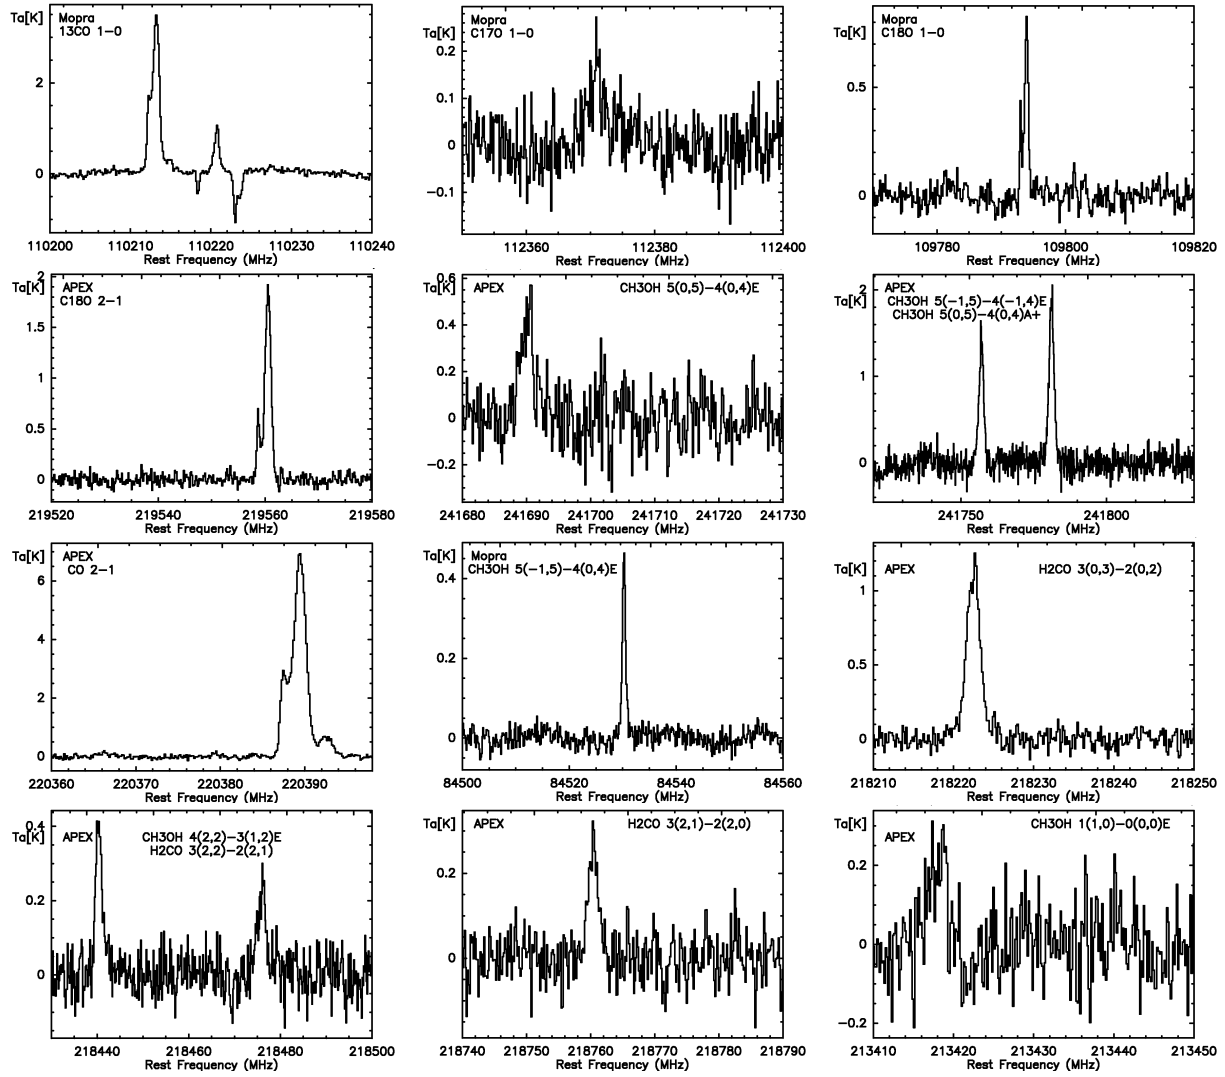 Ta[K]
Mopra
13CO 1-0
2
0
110200 110210 110220 110230 110240
Rest Frequency (MHz)
Ta[K]
Mopra
C17O 1-0
0.2
0.1
0
-0.1
112360 112380 112400
Rest Frequency (MHz)
Ta[K]
Mopra
C18O 1-0
0.5
0
109780 109800 109820
Rest Frequency (MHz)
Ta[K]
APEX
C18O 2-1
2
1.5
1
0.5
0
219520 219540 219560 219580
Rest Frequency (MHz)
Ta[K]
APEX
CH3OH 5(0,5)-4(0,4)E
0.6
0.4
0.2
0
-0.2
241680 241690 241700 241710 241720 241730
Rest Frequency (MHz)
Ta[K]
APEX
CH3OH 5(-1,5)-4(-1,4)E
CH3OH 5(0,5)-4(0,4)A+
2
1.5
1
0.5
0
241750 241800
Rest Frequency (MHz)
Ta[K]
APEX
CO 2-1
6
4
2
0
220360 220370 220380 220390
Rest Frequency (MHz)
Ta[K]
Mopra
CH3OH 5(-1,5)-4(0,4)E
0.4
0.2
0
84500 84520 84540 84560
Rest Frequency (MHz)
Ta[K]
APEX
H2CO 3(0,3)-2(0,2)
1
0.5
0
218210 218220 218230 218240 218250
Rest Frequency (MHz)
Ta[K]
APEX
CH3OH 4(2,2)-3(1,2)E
H2CO 3(2,2)-2(2,1)
0.4
0.2
0
218440 218460 218480 218500
Rest Frequency (MHz)
Ta[K]
APEX
H2CO 3(2,1)-2(2,0)
0.2
0
218740 218750 218760 218770 218780 218790
Rest Frequency (MHz)
Ta[K]
APEX
CH3OH 1(1,0)-0(0,0)E
0.2
0
-0.2
213410 213420 213430 213440 213450
Rest Frequency (MHz)